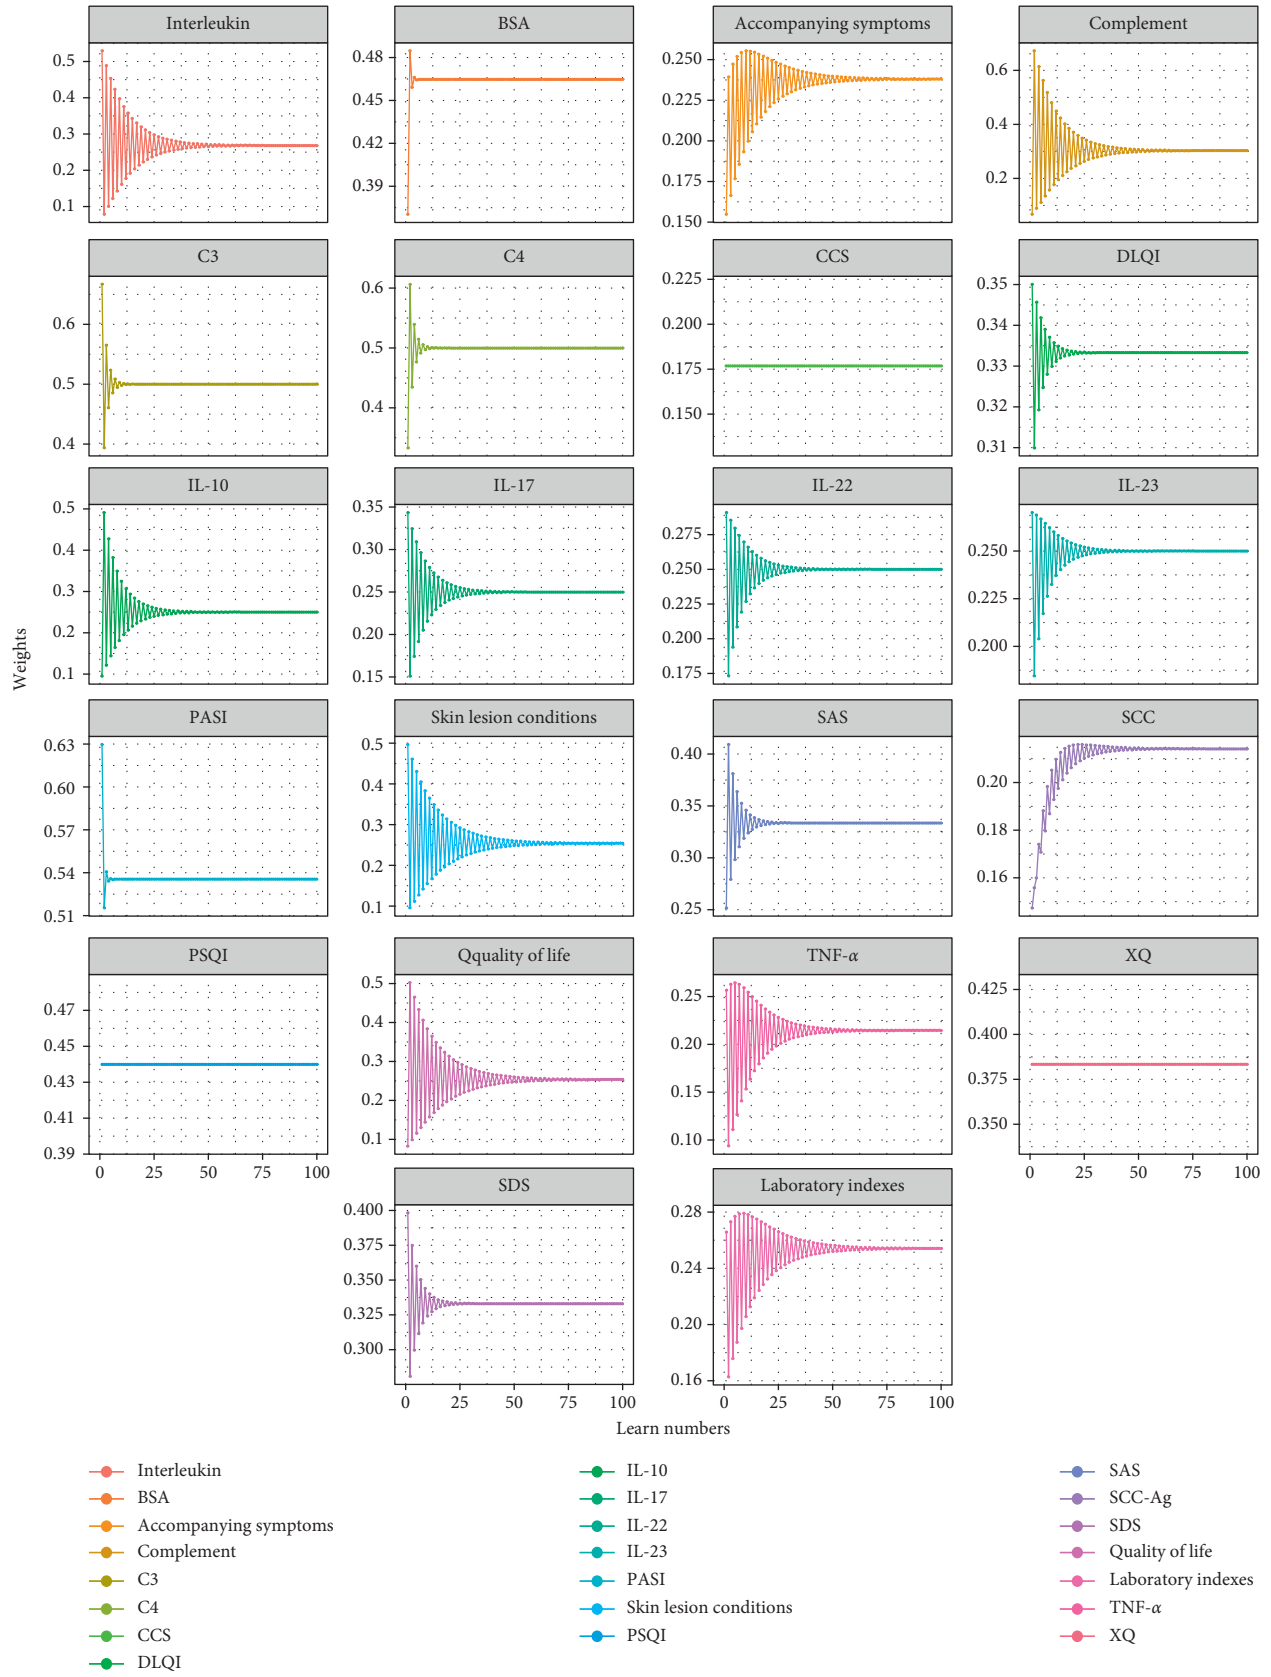 Interleukin
BSA
Accompanying symptoms
Complement
0.5
0.4
0.3
0.2
0.1
0.48
0.45
0.42
0.39
0.250
0.225
0.200
0.175
0.150
0.6
0.4
0.2
C3
C4
CCS
DLQI
0.6
0.5
0.4
0.6
0.5
0.4
0.225
0.200
0.175
0.150
0.35
0.34
0.33
0.32
0.31
IL-10
IL-17
IL-22
IL-23
0.5
0.4
0.3
0.2
0.1
0.35
0.30
0.25
0.20
0.15
0.275
0.250
0.225
0.200
0.175
0.250
0.225
0.200
Weights
PASI
Skin lesion conditions
SAS
SCC
0.63
0.60
0.57
0.54
0.51
0.5
0.4
0.3
0.2
0.1
0.40
0.35
0.30
0.25
0.20
0.18
0.16
PSQI
Qquality of life
TNF-α
XQ
0.47
0.45
0.44
0.43
0.41
0.39
0 25 50 75 100
0.5
0.4
0.3
0.2
0.1
0.25
0.20
0.15
0.10
0.425
0.400
0.375
0.350
0 25 50 75 100
SDS
Laboratory indexes
0.400
0.375
0.350
0.325
0.300
0 25 50 75 100
0.28
0.24
0.20
0.16
0 25 50 75 100
Learn numbers
Interleukin
BSA
Accompanying symptoms
Complement
C3
C4
CCS
DLQI
IL-10
IL-17
IL-22
IL-23
PASI
Skin lesion conditions
PSQI
SAS
SCC-Ag
SDS
Quality of life
Laboratory indexes
TNF-α
XQ